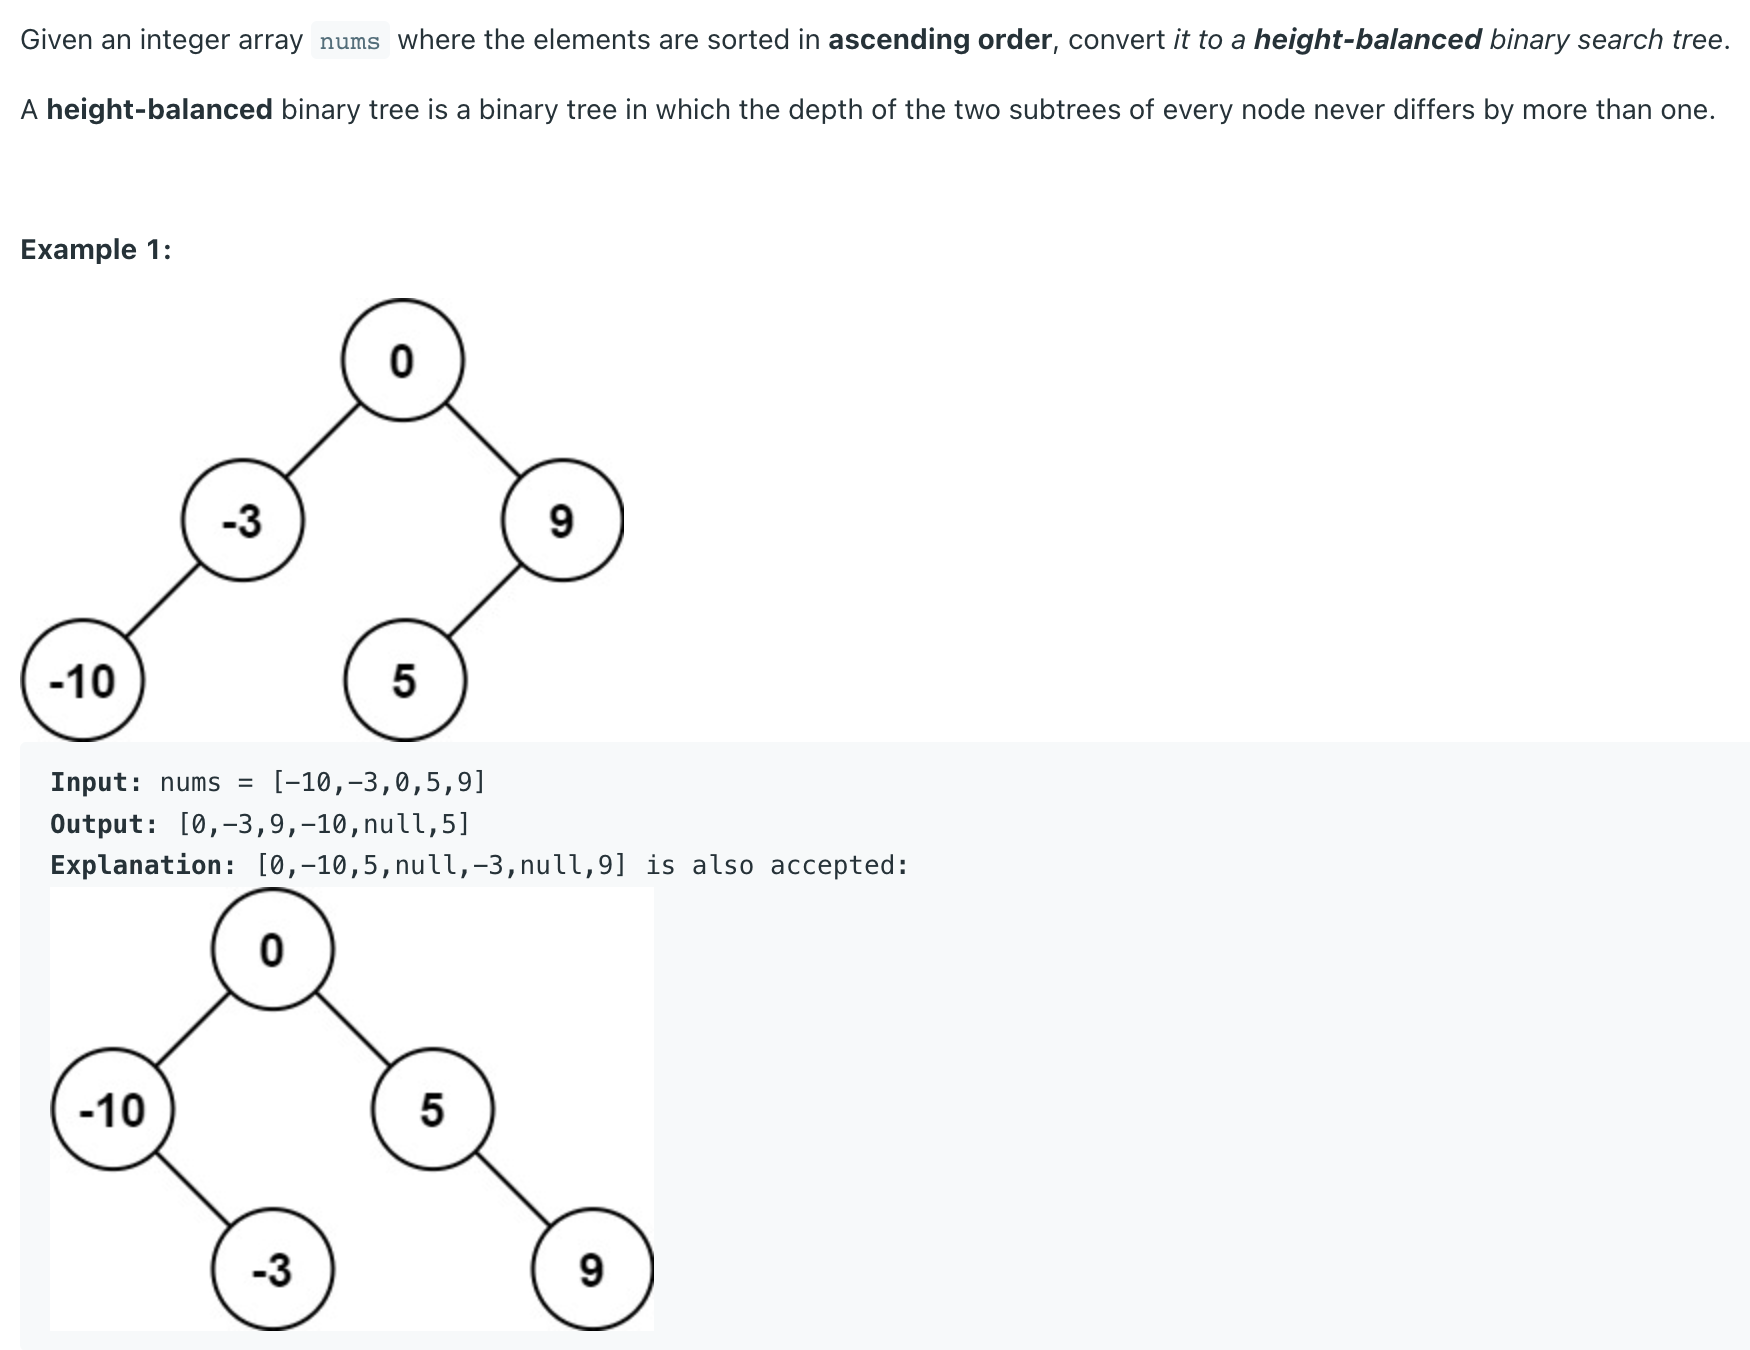 Given an integer array nums where the elements are sorted in ascending order, convert it to a height-balanced binary search tree.
A height-balanced binary tree is a binary tree in which the depth of the two subtrees of every node never differs by more than one.
Example 1:
0
-3 9
-10 5
Input: nums = [-10,-3,0,5,9]
Output: [0,-3,9,-10,null,5]
Explanation: [0,-10,5,null,-3,null,9] is also accepted:
0
-10 5
-3 9